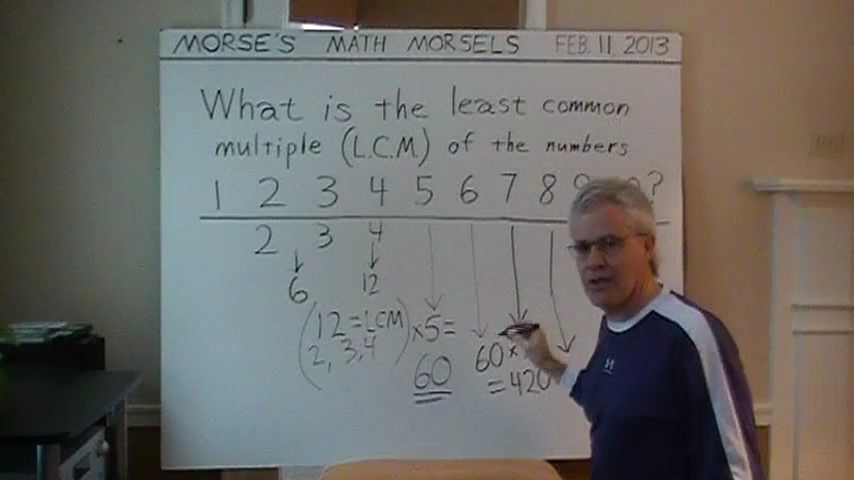 MORSE'S MATH MORSELS FEB. 11, 2013
What is the least common
multiple (L.C.M.) of the numbers
1 2 3 4 5 6 7 8 ?
2 3 4
6 12
(12 = LCM) × 5 =
2, 3, 4
60
60 ×
= 420